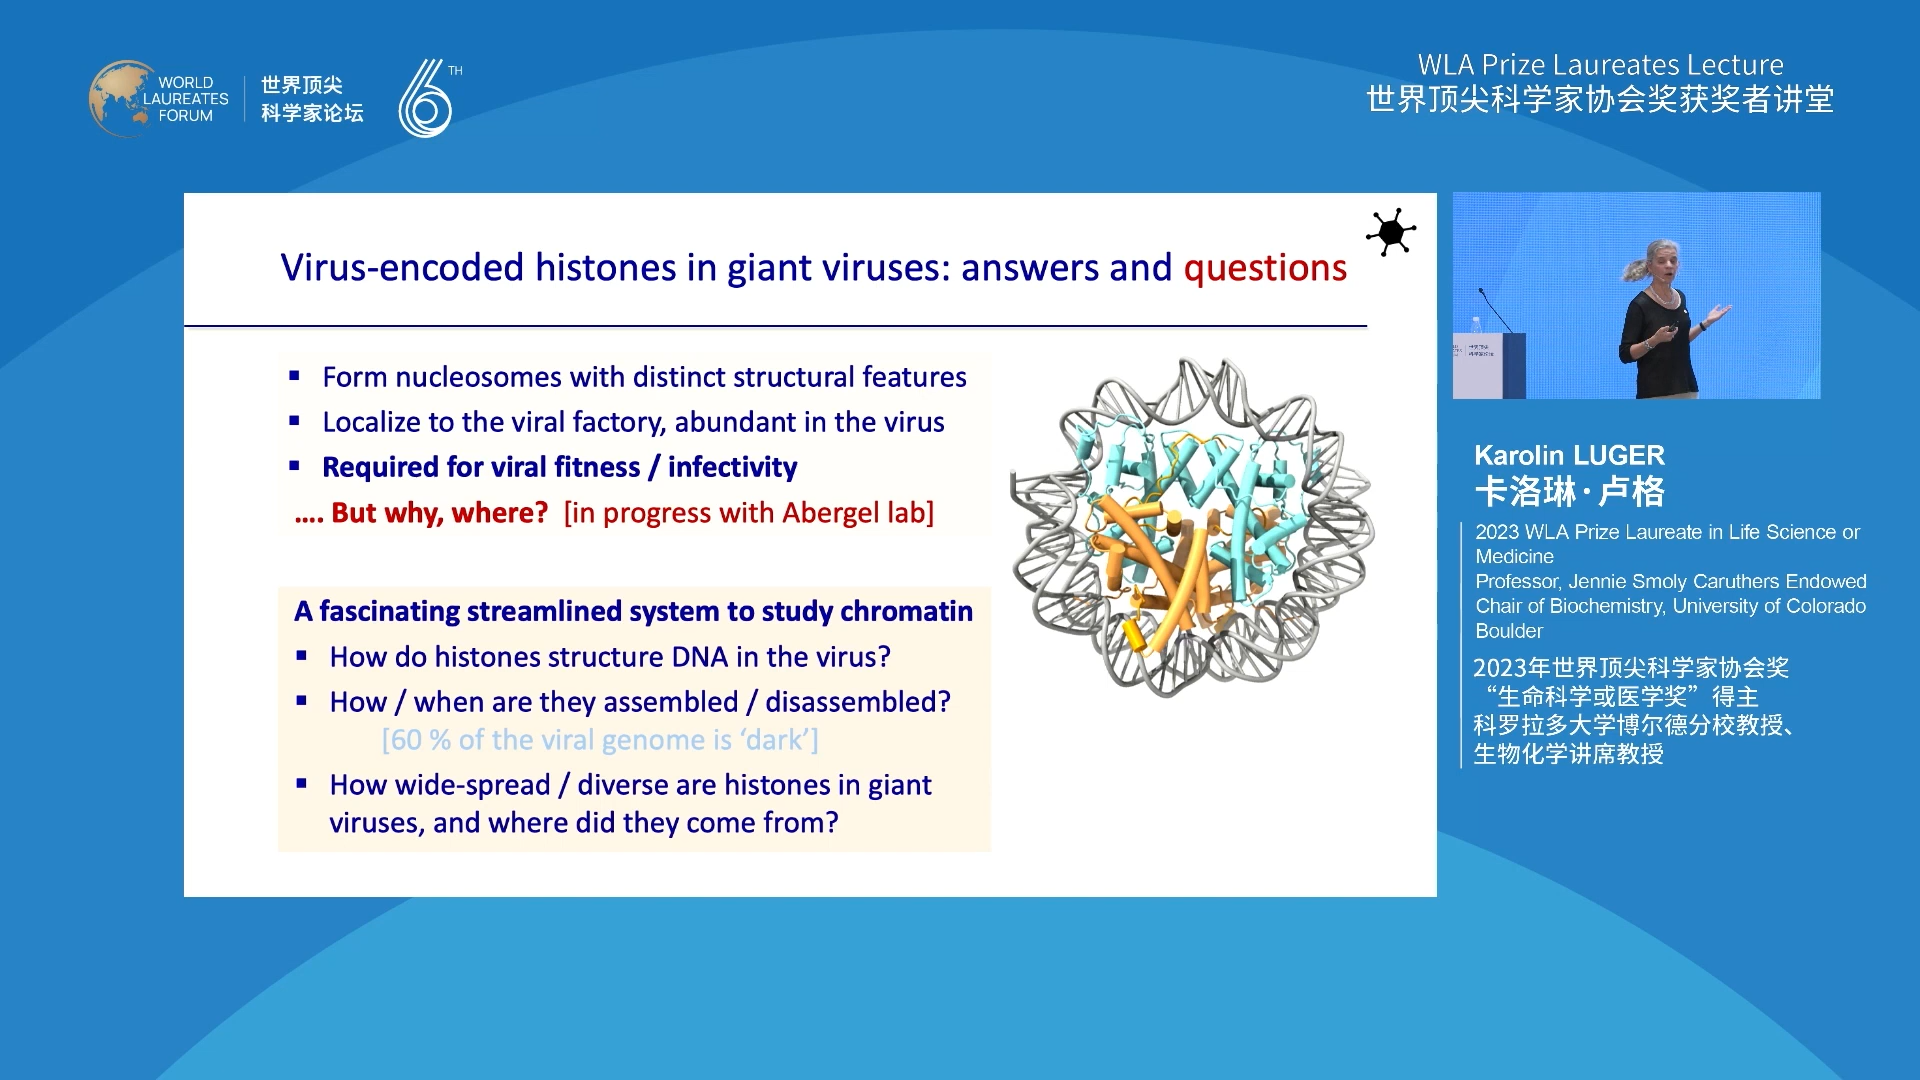 WORLD
LAUREATES
FORUM
世界顶尖
科学家论坛
6TH
WLA Prize Laureates Lecture
世界顶尖科学家协会奖获奖者讲堂
Virus-encoded histones in giant viruses: answers and questions
▪ Form nucleosomes with distinct structural features
▪ Localize to the viral factory, abundant in the virus
▪ Required for viral fitness / infectivity
.... But why, where? [in progress with Abergel lab]
A fascinating streamlined system to study chromatin
▪ How do histones structure DNA in the virus?
▪ How / when are they assembled / disassembled?
[60 % of the viral genome is ‘dark’]
▪ How wide-spread / diverse are histones in giant
viruses, and where did they come from?
Karolin LUGER
卡洛琳·卢格
2023 WLA Prize Laureate in Life Science or
Medicine
Professor, Jennie Smoly Caruthers Endowed
Chair of Biochemistry, University of Colorado
Boulder
2023年世界顶尖科学家协会奖
“生命科学或医学奖”得主
科罗拉多大学博尔德分校教授、
生物化学讲席教授